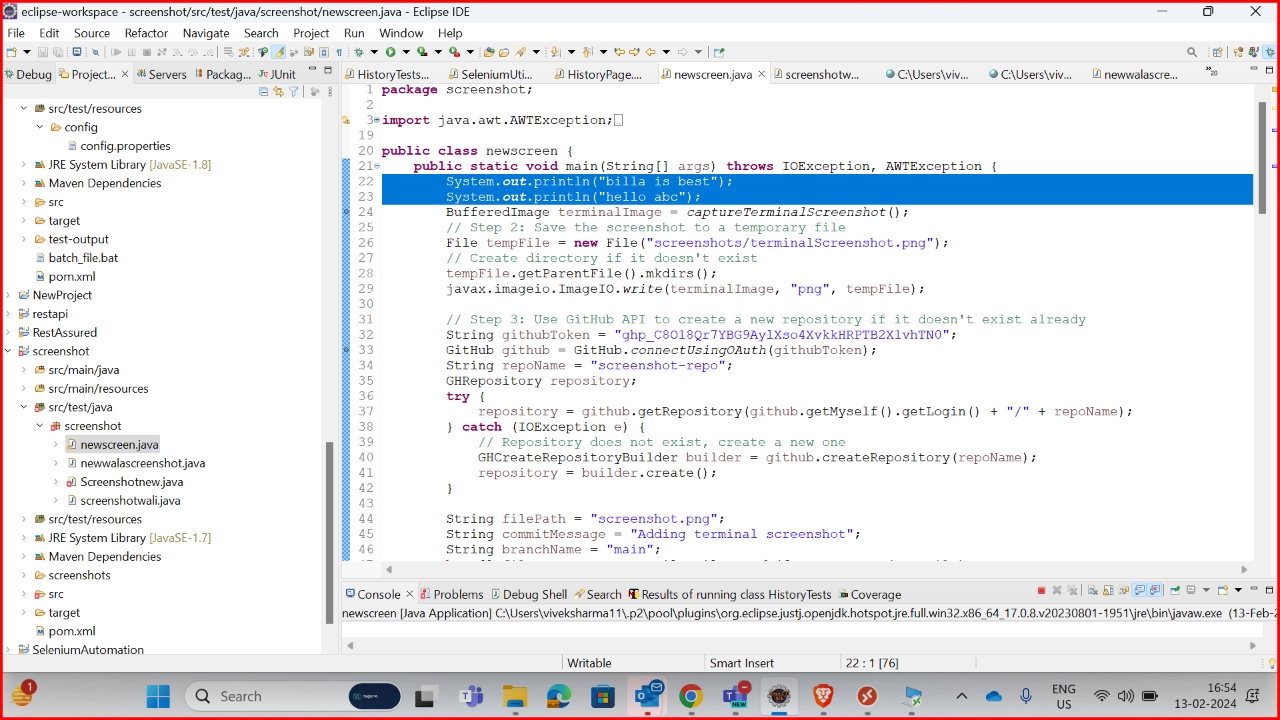 eclipse-workspace - screenshot/src/test/java/screenshot/newscreen.java - Eclipse IDE
File Edit Source Refactor Navigate Search Project Run Window Help
Debug Project... Servers Packag... JUnit
HistoryTests... SeleniumUti... HistoryPage.... newscreen.java screenshotw... C:\Users\viv... C:\Users\viv... newwalascre... »20
src/test/resources
config
config.properties
JRE System Library [JavaSE-1.8]
Maven Dependencies
src
target
test-output
batch_file.bat
pom.xml
NewProject
restapi
RestAssured
screenshot
src/main/java
src/main/resources
src/test/java
screenshot
newscreen.java
newwalascreenshot.java
Screenshotnew.java
screenshotwali.java
src/test/resources
JRE System Library [JavaSE-1.7]
Maven Dependencies
screenshots
src
target
pom.xml
SeleniumAutomation
1 package screenshot;
2
3 import java.awt.AWTException;
19
20 public class newscreen {
21 public static void main(String[] args) throws IOException, AWTException {
22 System.out.println("billa is best");
23 System.out.println("hello abc");
24 BufferedImage terminalImage = captureTerminalScreenshot();
25 // Step 2: Save the screenshot to a temporary file
26 File tempFile = new File("screenshots/terminalScreenshot.png");
27 // Create directory if it doesn't exist
28 tempFile.getParentFile().mkdirs();
29 javax.imageio.ImageIO.write(terminalImage, "png", tempFile);
30
31 // Step 3: Use GitHub API to create a new repository if it doesn't exist already
32 String githubToken = "ghp_C8Ol8Qr7YBG9AylXso4XvkkHRPTB2XlvhTN0";
33 GitHub github = GitHub.connectUsingOAuth(githubToken);
34 String repoName = "screenshot-repo";
35 GHRepository repository;
36 try {
37 repository = github.getRepository(github.getMyself().getLogin() + "/" + repoName);
38 } catch (IOException e) {
39 // Repository does not exist, create a new one
40 GHCreateRepositoryBuilder builder = github.createRepository(repoName);
41 repository = builder.create();
42 }
43
44 String filePath = "screenshot.png";
45 String commitMessage = "Adding terminal screenshot";
46 String branchName = "main";
Console Problems Debug Shell Search Results of running class HistoryTests Coverage
newscreen [Java Application] C:\Users\viveksharma11\.p2\pool\plugins\org.eclipse.justj.openjdk.hotspot.jre.full.win32.x86_64_17.0.8.v20230801-1951\jre\bin\javaw.exe (13-Feb-2
Writable Smart Insert 22 : 1 [76]
1 Search NEW ENG US 16:54 13-02-2024